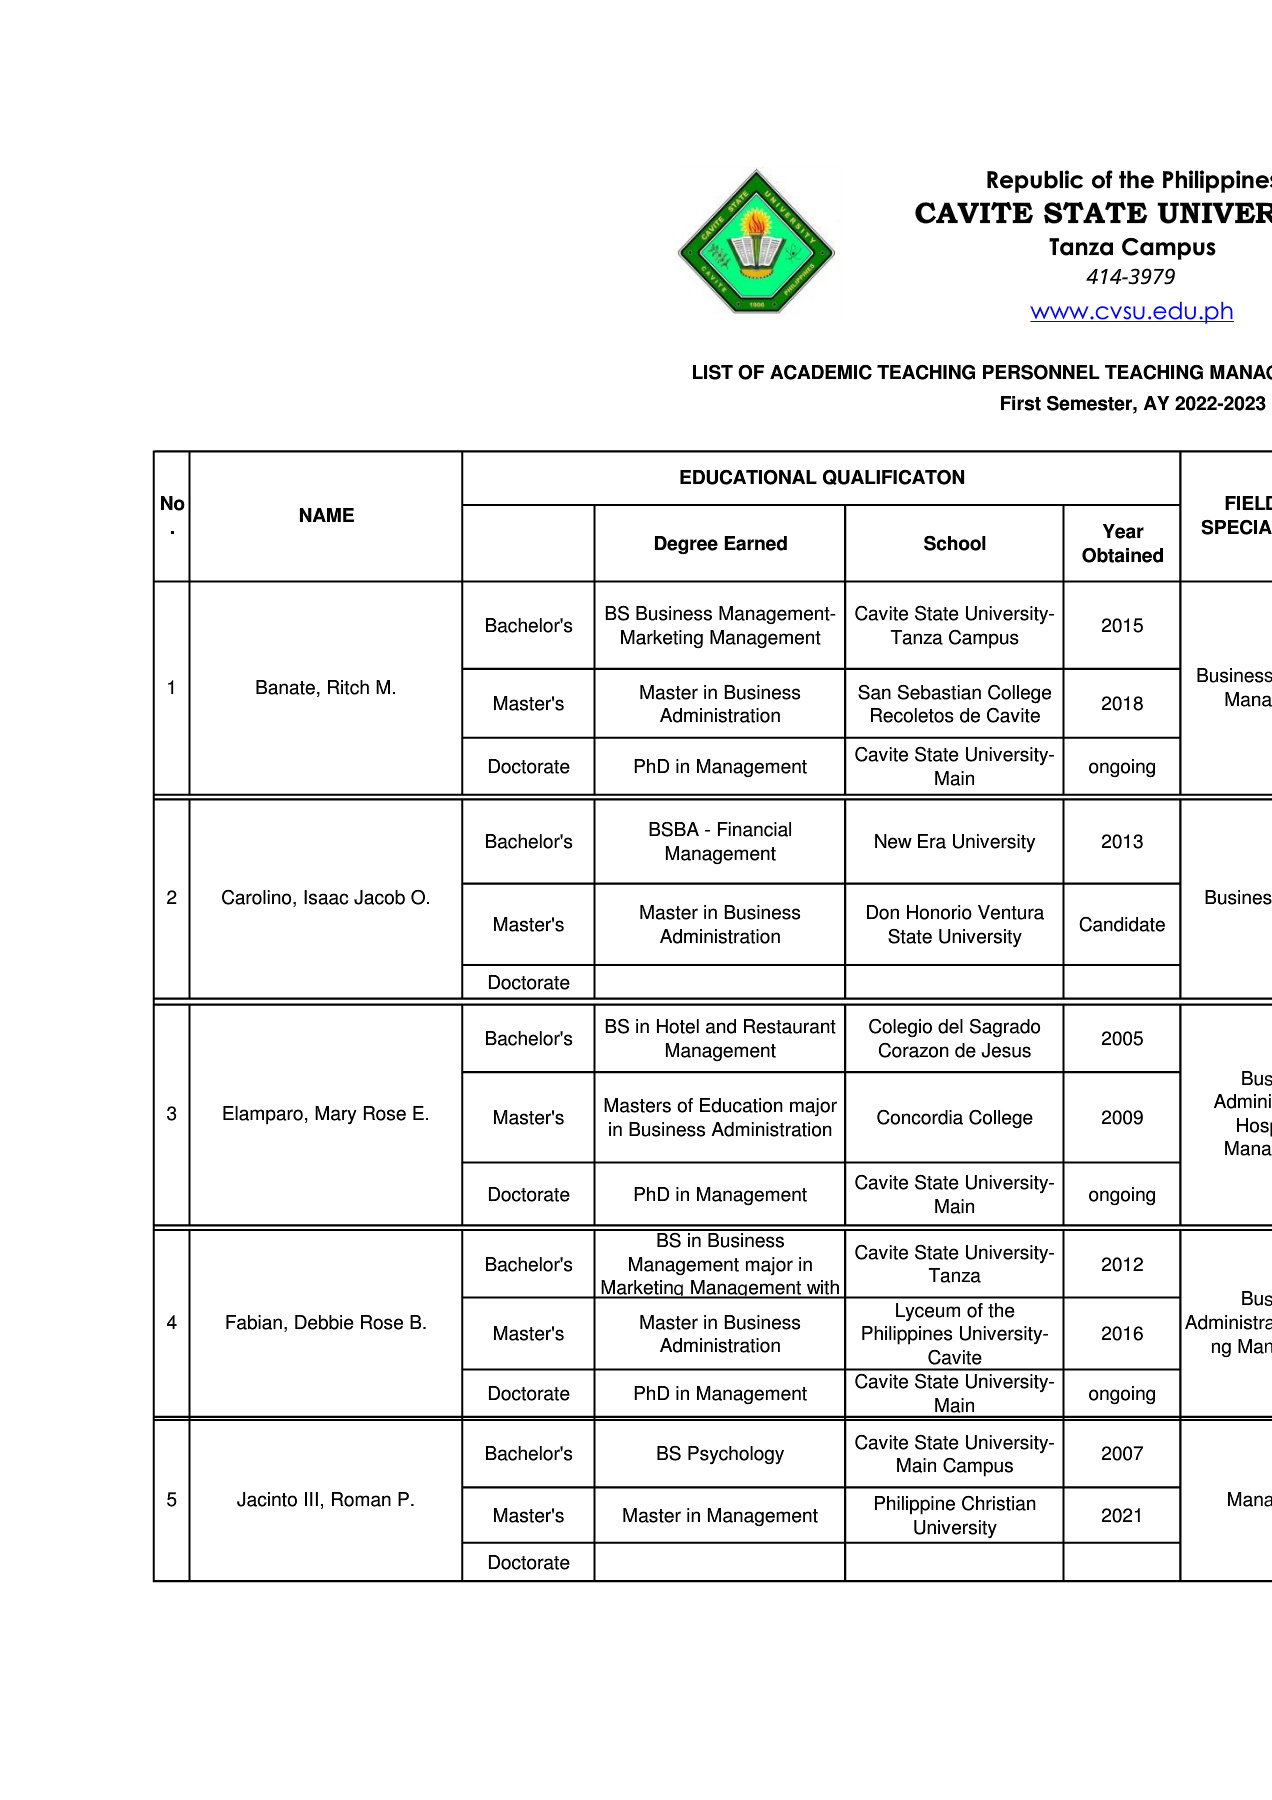 CAVITE STATE UNIVERSITY
CAVITE PHILIPPINES
1906
Republic of the Philippines
CAVITE STATE UNIVER
Tanza Campus
414-3979
www.cvsu.edu.ph
LIST OF ACADEMIC TEACHING PERSONNEL TEACHING MANAG
First Semester, AY 2022-2023
No
.
NAME
EDUCATIONAL QUALIFICATON
FIELD
SPECIA
Degree Earned
School
Year
Obtained
1
Banate, Ritch M.
Bachelor's
BS Business Management-
Marketing Management
Cavite State University-
Tanza Campus
2015
Business
Mana
Master's
Master in Business
Administration
San Sebastian College
Recoletos de Cavite
2018
Doctorate
PhD in Management
Cavite State University-
Main
ongoing
2
Carolino, Isaac Jacob O.
Bachelor's
BSBA - Financial
Management
New Era University
2013
Busines
Master's
Master in Business
Administration
Don Honorio Ventura
State University
Candidate
Doctorate
3
Elamparo, Mary Rose E.
Bachelor's
BS in Hotel and Restaurant
Management
Colegio del Sagrado
Corazon de Jesus
2005
Bus
Admini
Hosp
Mana
Master's
Masters of Education major
in Business Administration
Concordia College
2009
Doctorate
PhD in Management
Cavite State University-
Main
ongoing
4
Fabian, Debbie Rose B.
Bachelor's
BS in Business
Management major in
Marketing Management with
Cavite State University-
Tanza
2012
Bus
Administra
ng Man
Master's
Master in Business
Administration
Lyceum of the
Philippines University-
Cavite
2016
Doctorate
PhD in Management
Cavite State University-
Main
ongoing
5
Jacinto III, Roman P.
Bachelor's
BS Psychology
Cavite State University-
Main Campus
2007
Mana
Master's
Master in Management
Philippine Christian
University
2021
Doctorate